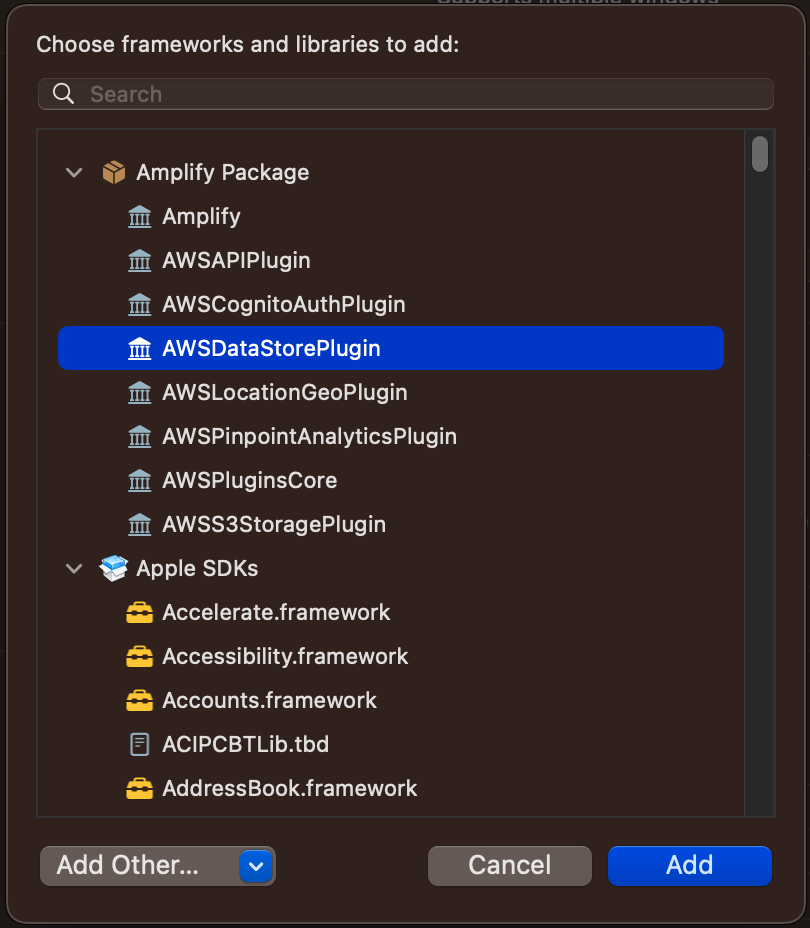 Supports multiple windows
Choose frameworks and libraries to add:
Search
Amplify Package
Amplify
AWSAPIPlugin
AWSCognitoAuthPlugin
AWSDataStorePlugin
AWSLocationGeoPlugin
AWSPinpointAnalyticsPlugin
AWSPluginsCore
AWSS3StoragePlugin
Apple SDKs
Accelerate.framework
Accessibility.framework
Accounts.framework
ACIPCBTLib.tbd
AddressBook.framework
Add Other... Cancel Add